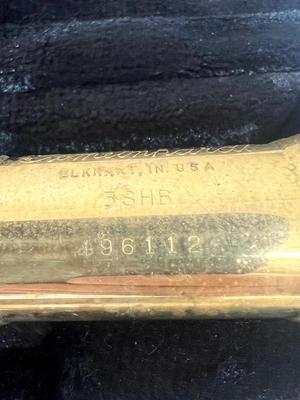 ELKHART, IN. USA
3SHB
496112